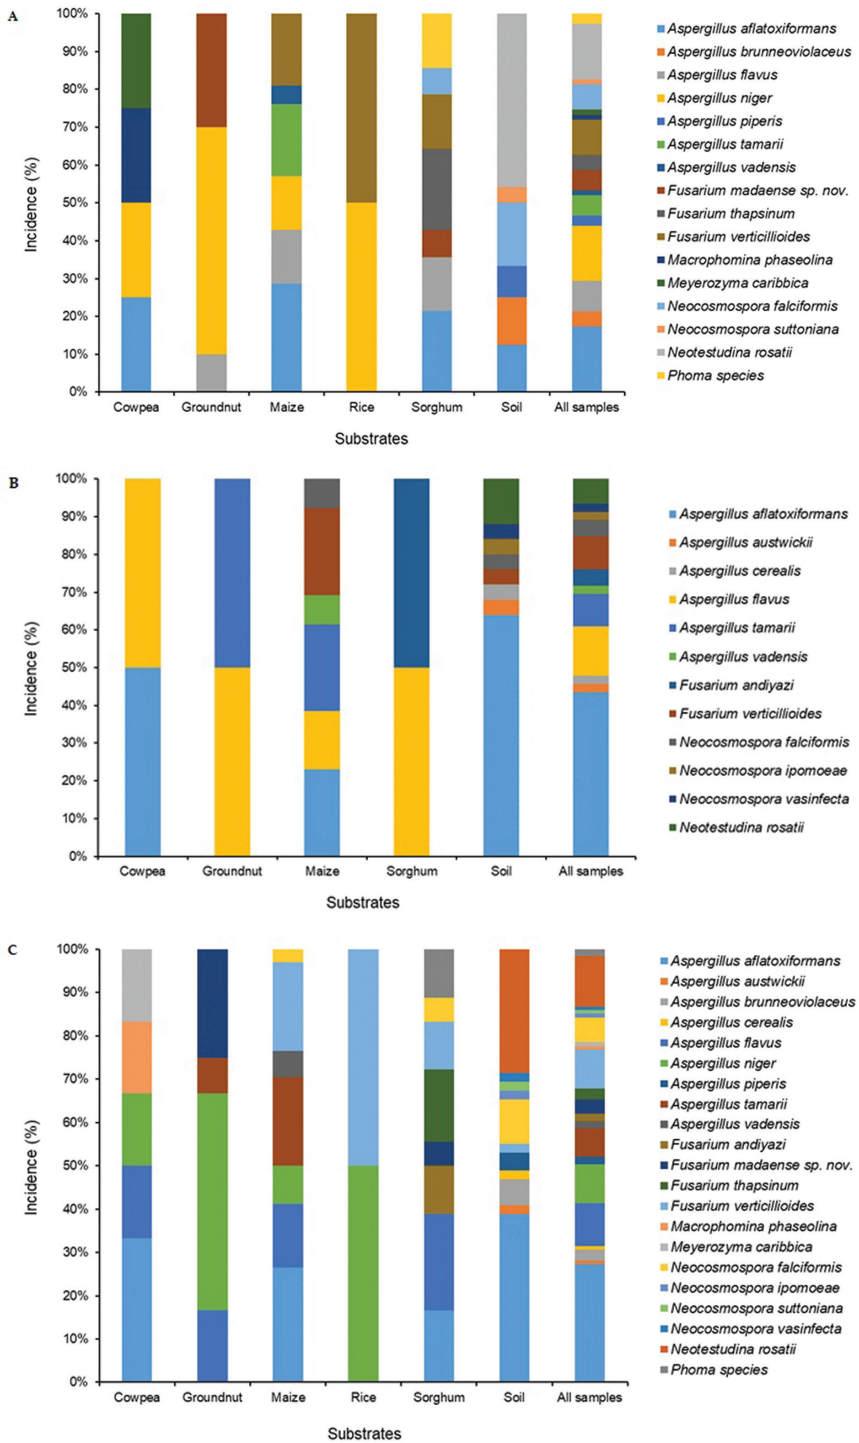 A
100%
90%
80%
70%
60%
50%
40%
30%
20%
10%
0%
Incidence (%)
Cowpea Groundnut Maize Rice Sorghum Soil All samples
Substrates
Aspergillus aflatoxiformans
Aspergillus brunneoviolaceus
Aspergillus flavus
Aspergillus niger
Aspergillus piperis
Aspergillus tamarii
Aspergillus vadensis
Fusarium madaense sp. nov.
Fusarium thapsinum
Fusarium verticillioides
Macrophomina phaseolina
Meyerozyma caribbica
Neocosmospora falciformis
Neocosmospora suttoniana
Neotestudina rosatii
Phoma species
B
100%
90%
80%
70%
60%
50%
40%
30%
20%
10%
0%
Incidence (%)
Cowpea Groundnut Maize Sorghum Soil All samples
Substrates
Aspergillus aflatoxiformans
Aspergillus austwickii
Aspergillus cerealis
Aspergillus flavus
Aspergillus tamarii
Aspergillus vadensis
Fusarium andiyazi
Fusarium verticillioides
Neocosmospora falciformis
Neocosmospora ipomoeae
Neocosmospora vasinfecta
Neotestudina rosatii
C
100%
90%
80%
70%
60%
50%
40%
30%
20%
10%
0%
Incidence (%)
Cowpea Groundnut Maize Rice Sorghum Soil All samples
Substrates
Aspergillus aflatoxiformans
Aspergillus austwickii
Aspergillus brunneoviolaceus
Aspergillus cerealis
Aspergillus flavus
Aspergillus niger
Aspergillus piperis
Aspergillus tamarii
Aspergillus vadensis
Fusarium andiyazi
Fusarium madaense sp. nov.
Fusarium thapsinum
Fusarium verticillioides
Macrophomina phaseolina
Meyerozyma caribbica
Neocosmospora falciformis
Neocosmospora ipomoeae
Neocosmospora suttoniana
Neocosmospora vasinfecta
Neotestudina rosatii
Phoma species